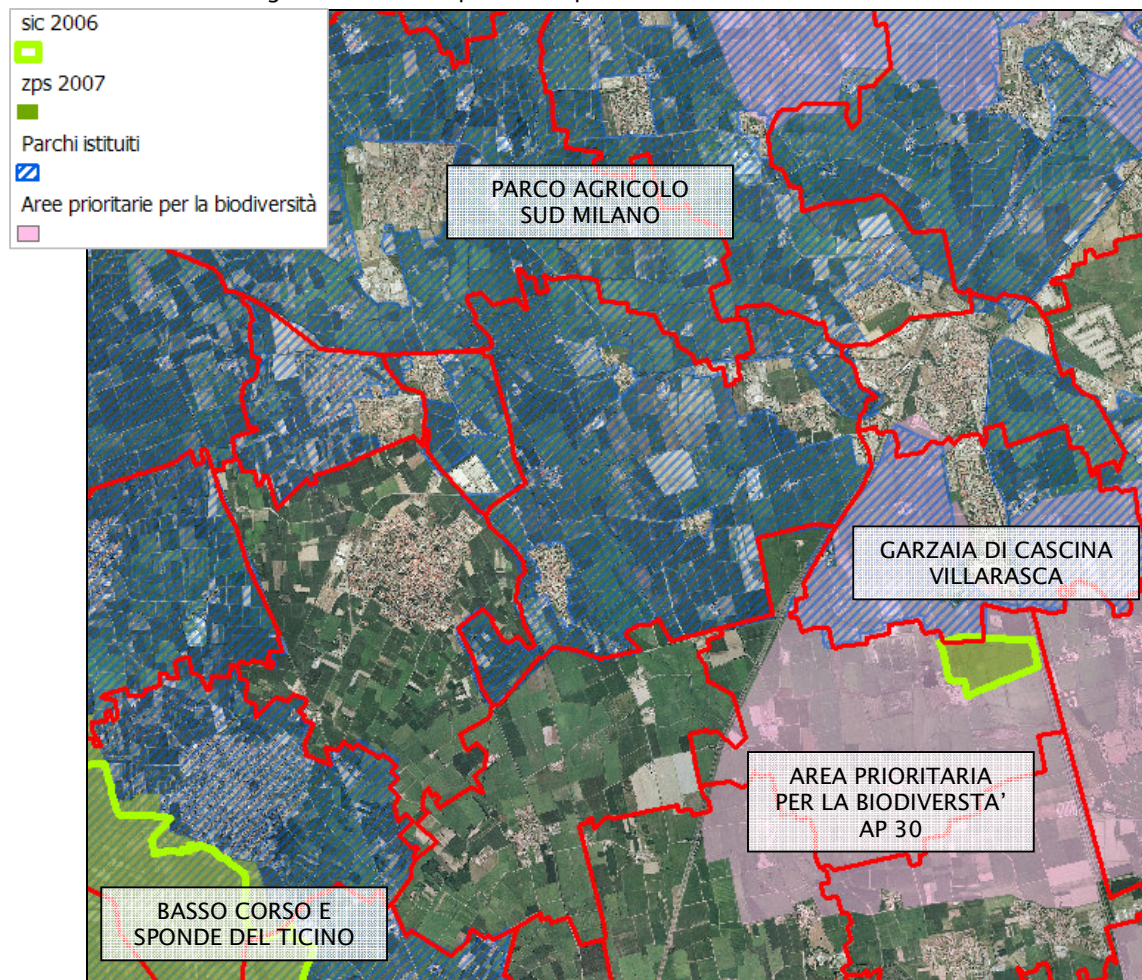 sic 2006
zps 2007
Parchi istituiti
Aree prioritarie per la biodiversità
PARCO AGRICOLO
SUD MILANO
GARZAIA DI CASCINA
VILLARASCA
AREA PRIORITARIA
PER LA BIODIVERSTA'
AP 30
BASSO CORSO E
SPONDE DEL TICINO